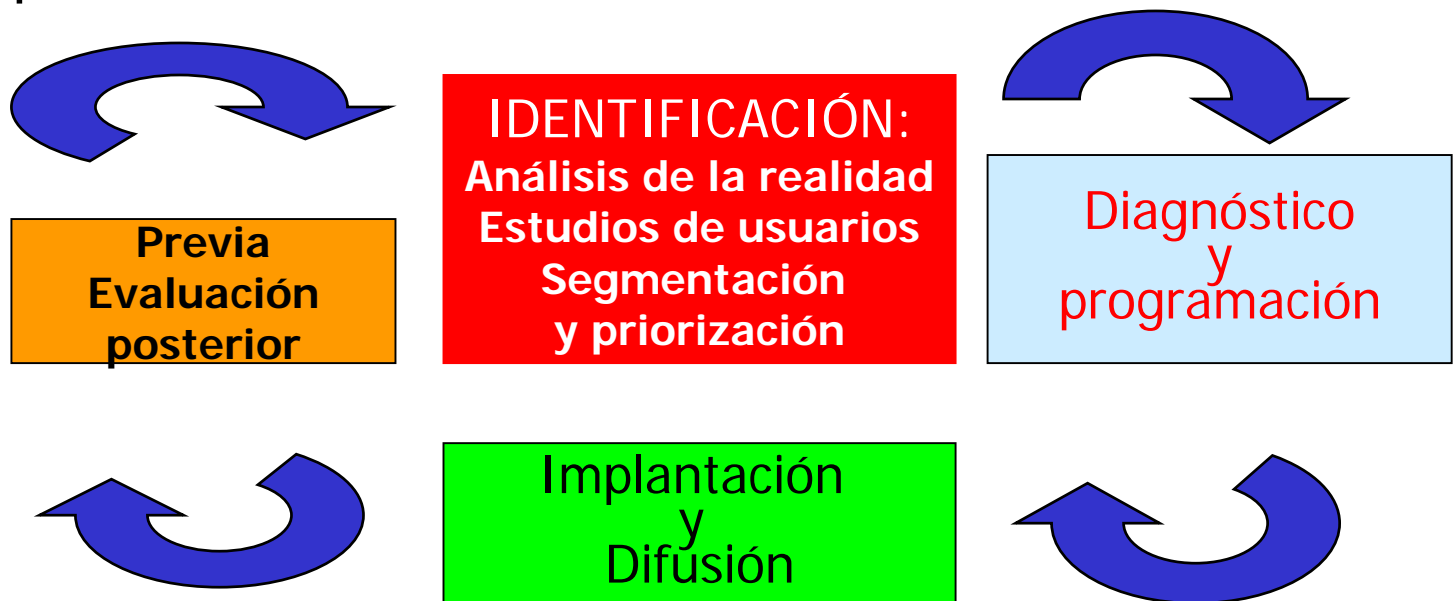 IDENTIFICACIÓN:
Análisis de la realidad
Estudios de usuarios
Segmentación
y priorización
Diagnóstico
y
programación
Previa
Evaluación
posterior
Implantación
y
Difusión